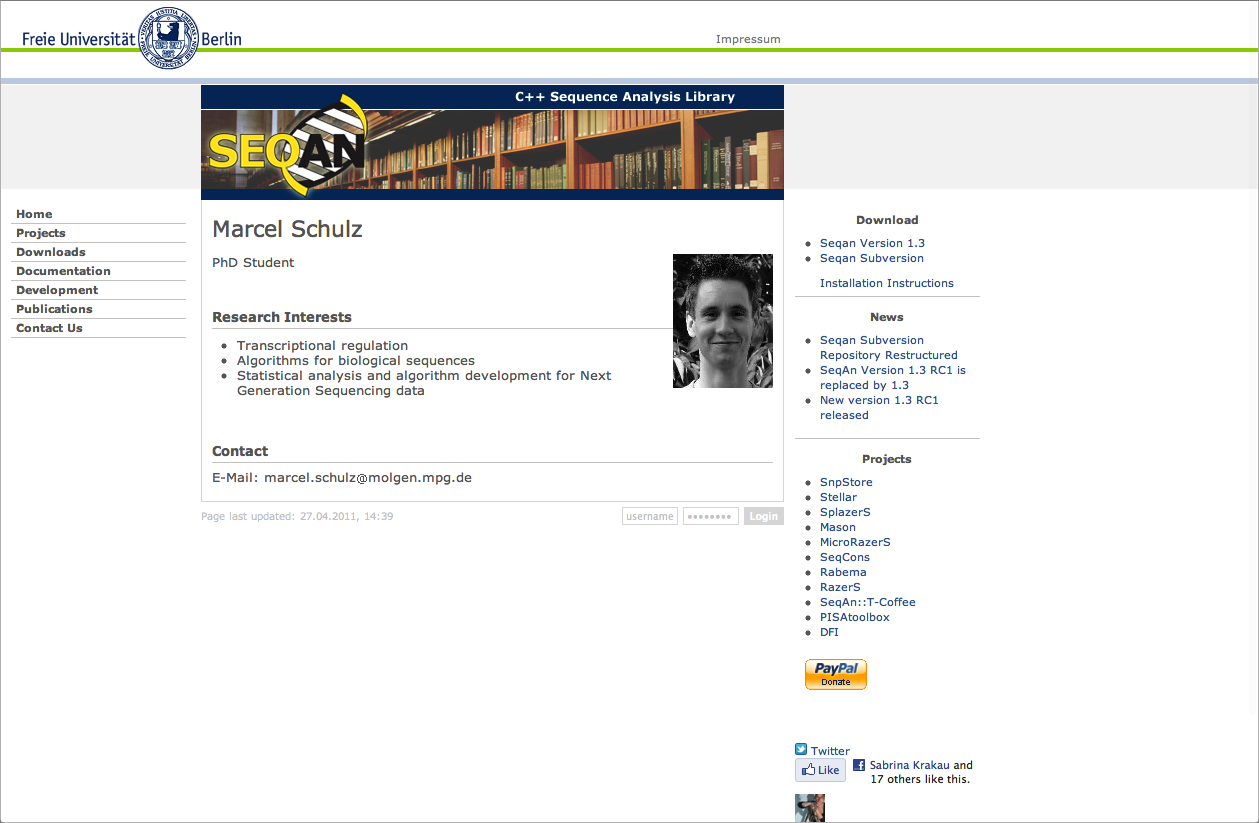 Freie Universität Berlin
Impressum
C++ Sequence Analysis Library
SEQAN
Home
Projects
Downloads
Documentation
Development
Publications
Contact Us
Marcel Schulz
PhD Student
Research Interests
Transcriptional regulation
Algorithms for biological sequences
Statistical analysis and algorithm development for Next
Generation Sequencing data
Contact
E-Mail: marcel.schulz@molgen.mpg.de
Page last updated: 27.04.2011, 14:39
username
Login
Download
Seqan Version 1.3
Seqan Subversion
Installation Instructions
News
Seqan Subversion
Repository Restructured
SeqAn Version 1.3 RC1 is
replaced by 1.3
New version 1.3 RC1
released
Projects
SnpStore
Stellar
SplazerS
Mason
MicroRazerS
SeqCons
Rabema
RazerS
SeqAn::T-Coffee
PISAtoolbox
DFI
PayPal
Donate
Twitter
Like
Sabrina Krakau and
17 others like this.